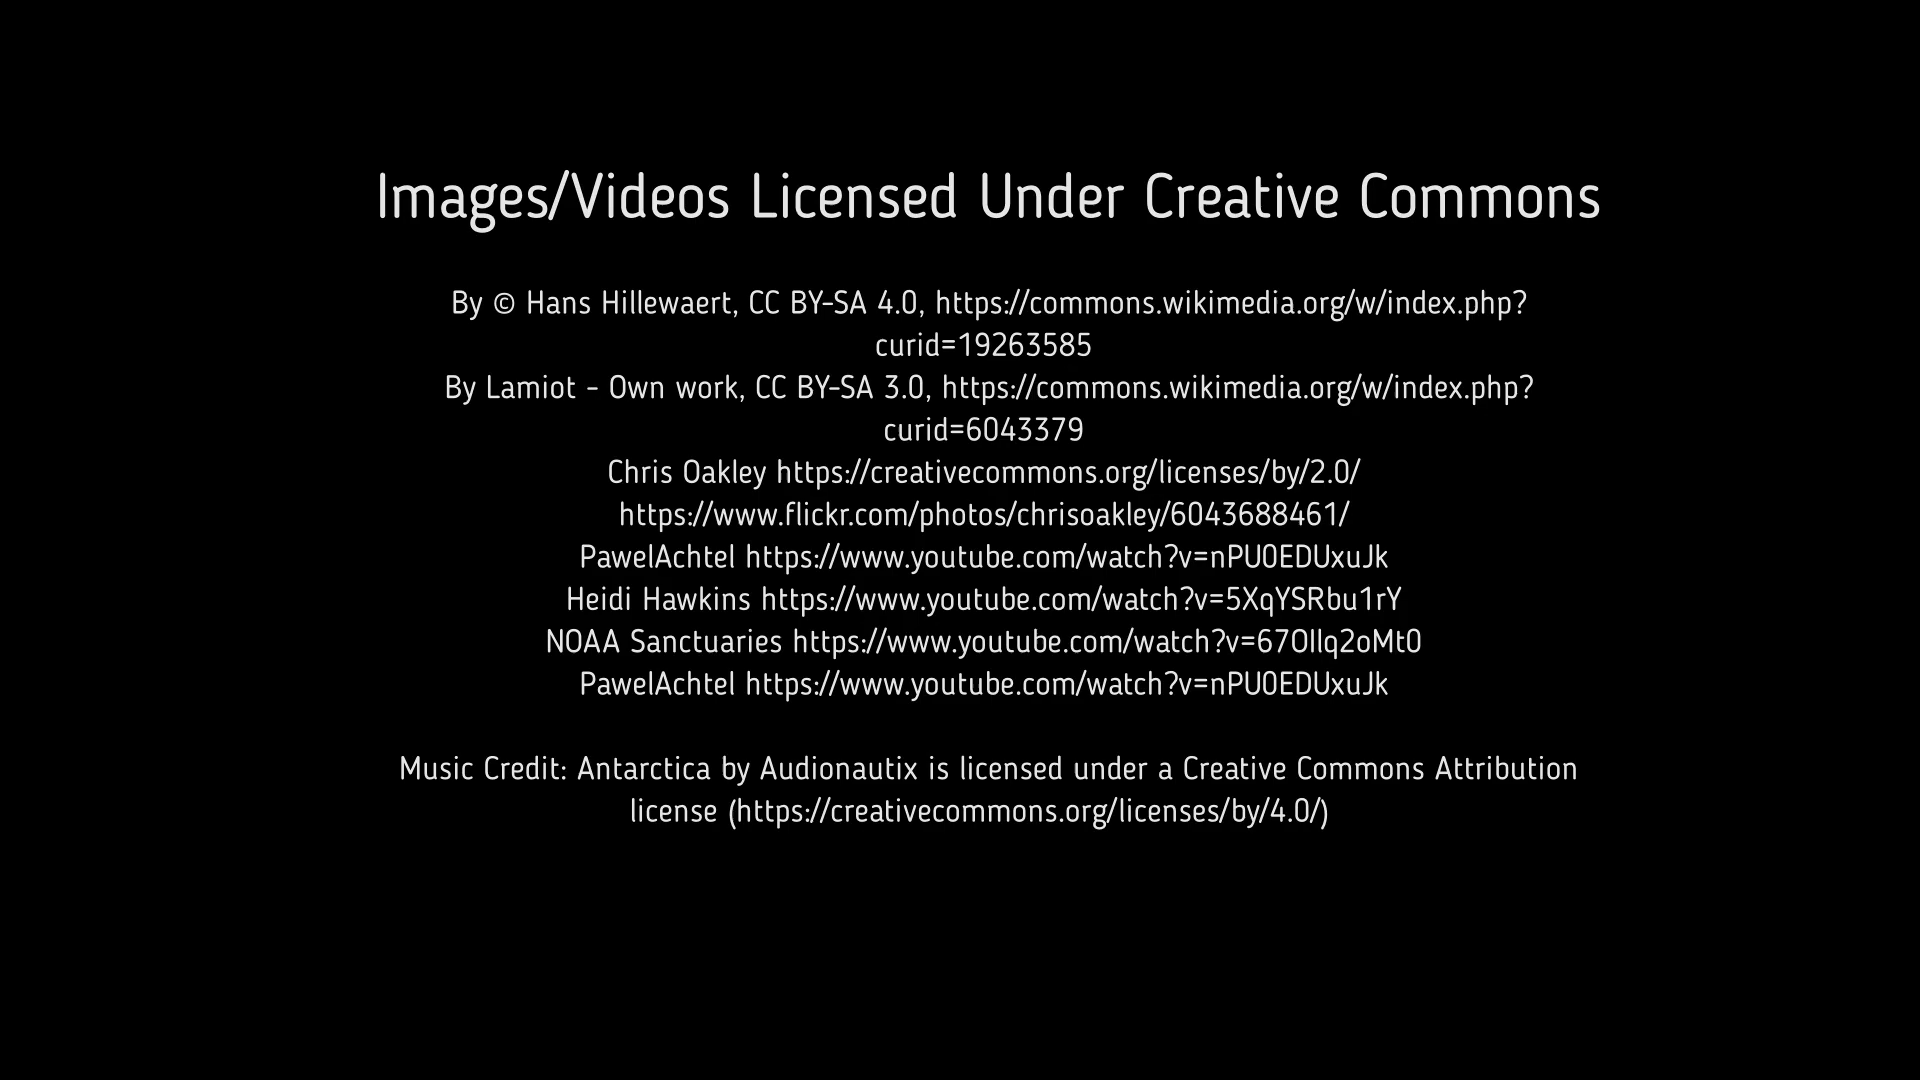 Images/Videos Licensed Under Creative Commons
By © Hans Hillewaert, CC BY-SA 4.0, https://commons.wikimedia.org/w/index.php?
curid=19263585
By Lamiot - Own work, CC BY-SA 3.0, https://commons.wikimedia.org/w/index.php?
curid=6043379
Chris Oakley https://creativecommons.org/licenses/by/2.0/
https://www.flickr.com/photos/chrisoakley/6043688461/
PawelAchtel https://www.youtube.com/watch?v=nPU0EDUxuJk
Heidi Hawkins https://www.youtube.com/watch?v=5XqYSRbu1rY
NOAA Sanctuaries https://www.youtube.com/watch?v=67OIlq2oMt0
PawelAchtel https://www.youtube.com/watch?v=nPU0EDUxuJk
Music Credit: Antarctica by Audionautix is licensed under a Creative Commons Attribution
license (https://creativecommons.org/licenses/by/4.0/)